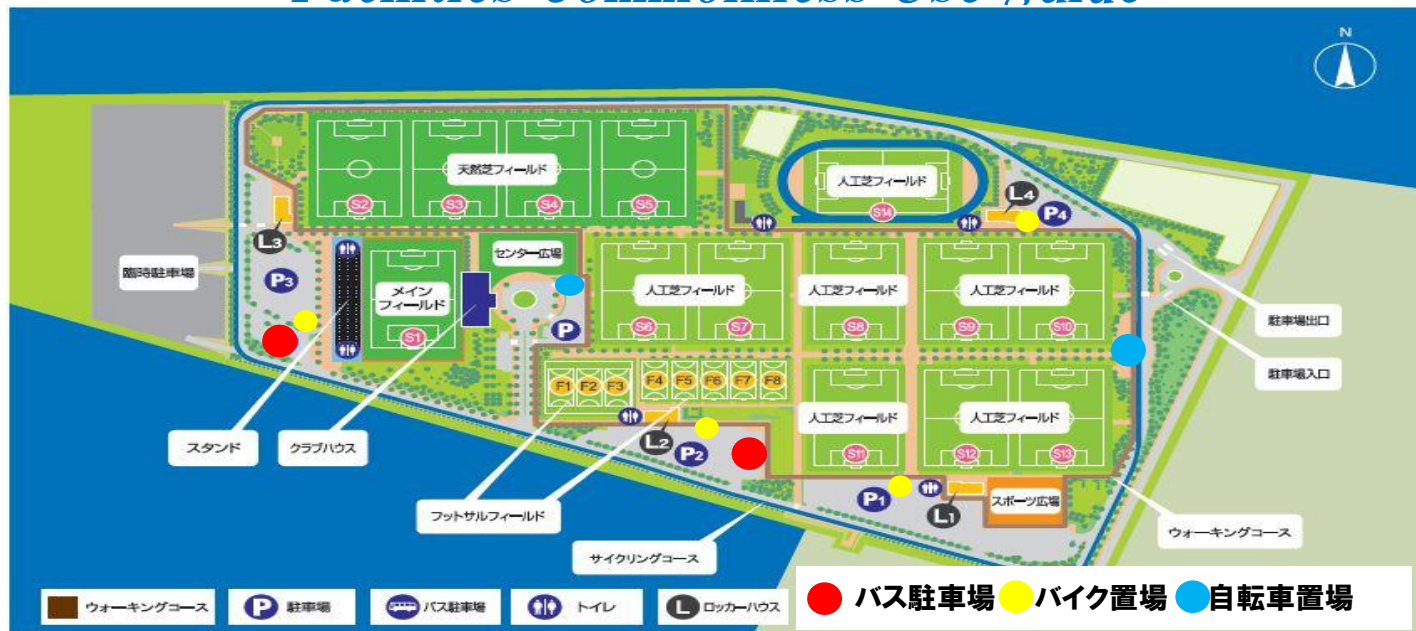 Facilities Commonness Use Guide
N
天然芝フィールド
S2
S3
S4
S5
人工芝フィールド
S14
L4
P4
L3
臨時駐車場
P3
メイン
フィールド
S1
センター広場
P
人工芝フィールド
S6
S7
人工芝フィールド
S8
人工芝フィールド
S9
S10
駐車場出口
駐車場入口
F1
F2
F3
F4
F5
F6
F7
F8
人工芝フィールド
S11
人工芝フィールド
S12
S13
L2
P2
P1
L1
スポーツ広場
スタンド
クラブハウス
フットサルフィールド
サイクリングコース
ウォーキングコース
ウォーキングコース
P 駐車場
バス駐車場
トイレ
L ロッカーハウス
バス駐車場
バイク置場
自転車置場